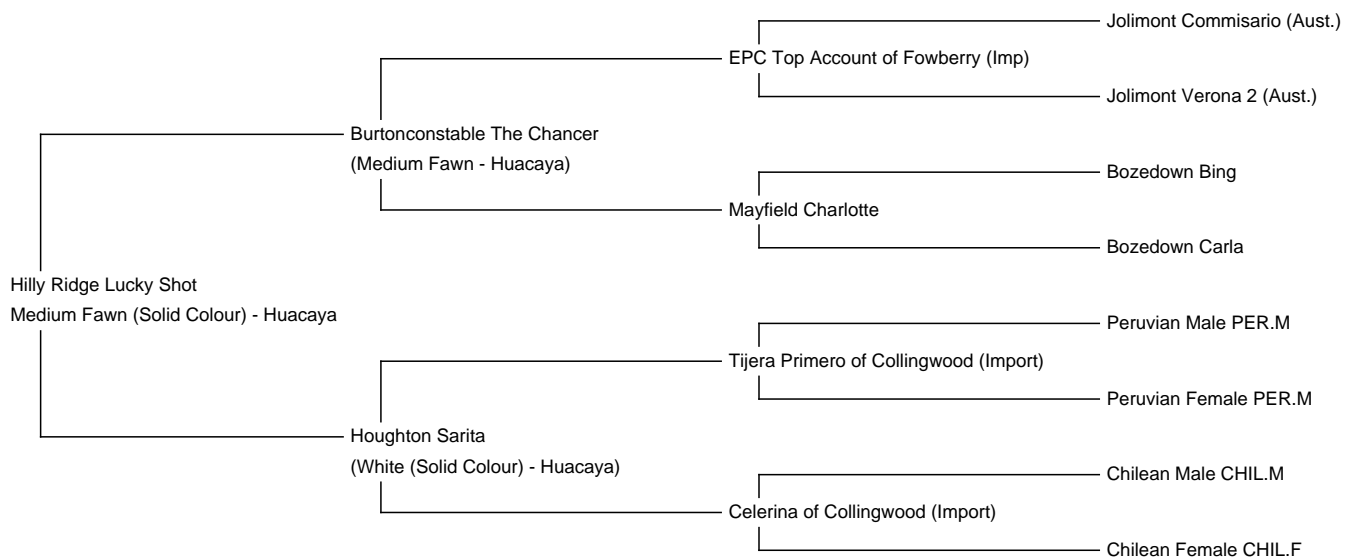 Jolimont Commisario (Aust.)
EPC Top Account of Fowberry (Imp)
Jolimont Verona 2 (Aust.)
Burtonconstable The Chancer
(Medium Fawn - Huacaya)
Bozedown Bing
Mayfield Charlotte
Bozedown Carla
Hilly Ridge Lucky Shot
Medium Fawn (Solid Colour) - Huacaya
Peruvian Male PER.M
Tijera Primero of Collingwood (Import)
Peruvian Female PER.M
Houghton Sarita
(White (Solid Colour) - Huacaya)
Chilean Male CHIL.M
Celerina of Collingwood (Import)
Chilean Female CHIL.F